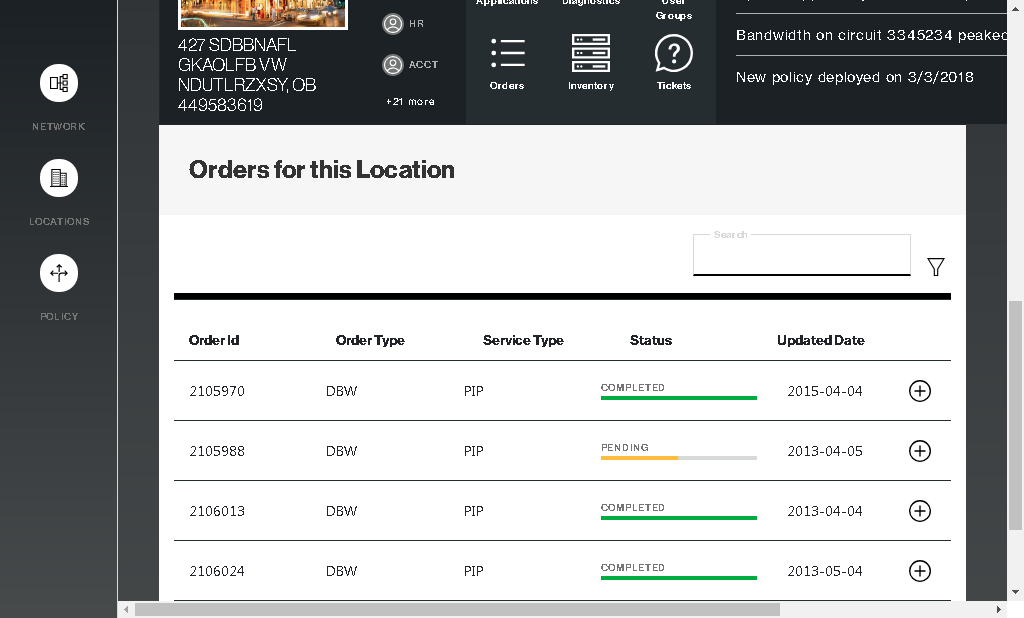 Applications
Diagnostics
User
Groups
HR
427 SDBBNAFL
GKAOLFB VW
NDUTLRZXSY, OB
449583619
ACCT
+21 more
Orders
Inventory
Tickets
Bandwidth on circuit 3345234 peaked
New policy deployed on 3/3/2018
NETWORK
LOCATIONS
POLICY
Orders for this Location
Search
Order Id Order Type Service Type Status Updated Date
2105970 DBW PIP COMPLETED 2015-04-04
2105988 DBW PIP PENDING 2013-04-05
2106013 DBW PIP COMPLETED 2013-04-04
2106024 DBW PIP COMPLETED 2013-05-04